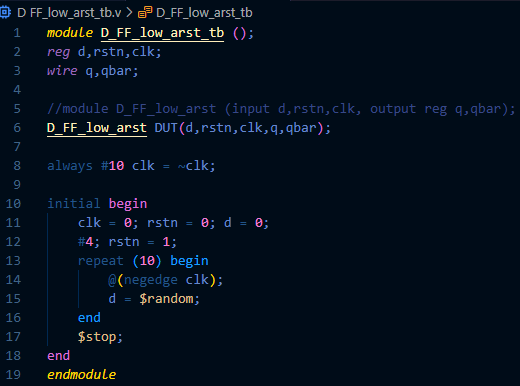 D FF_low_arst_tb.v > D_FF_low_arst_tb
1 module D_FF_low_arst_tb ();
2 reg d,rstn,clk;
3 wire q,qbar;
4
5 //module D_FF_low_arst (input d,rstn,clk, output reg q,qbar);
6 D_FF_low_arst DUT(d,rstn,clk,q,qbar);
7
8 always #10 clk = ~clk;
9
10 initial begin
11     clk = 0; rstn = 0; d = 0;
12     #4; rstn = 1;
13     repeat (10) begin
14         @(negedge clk);
15         d = $random;
16     end
17     $stop;
18 end
19 endmodule